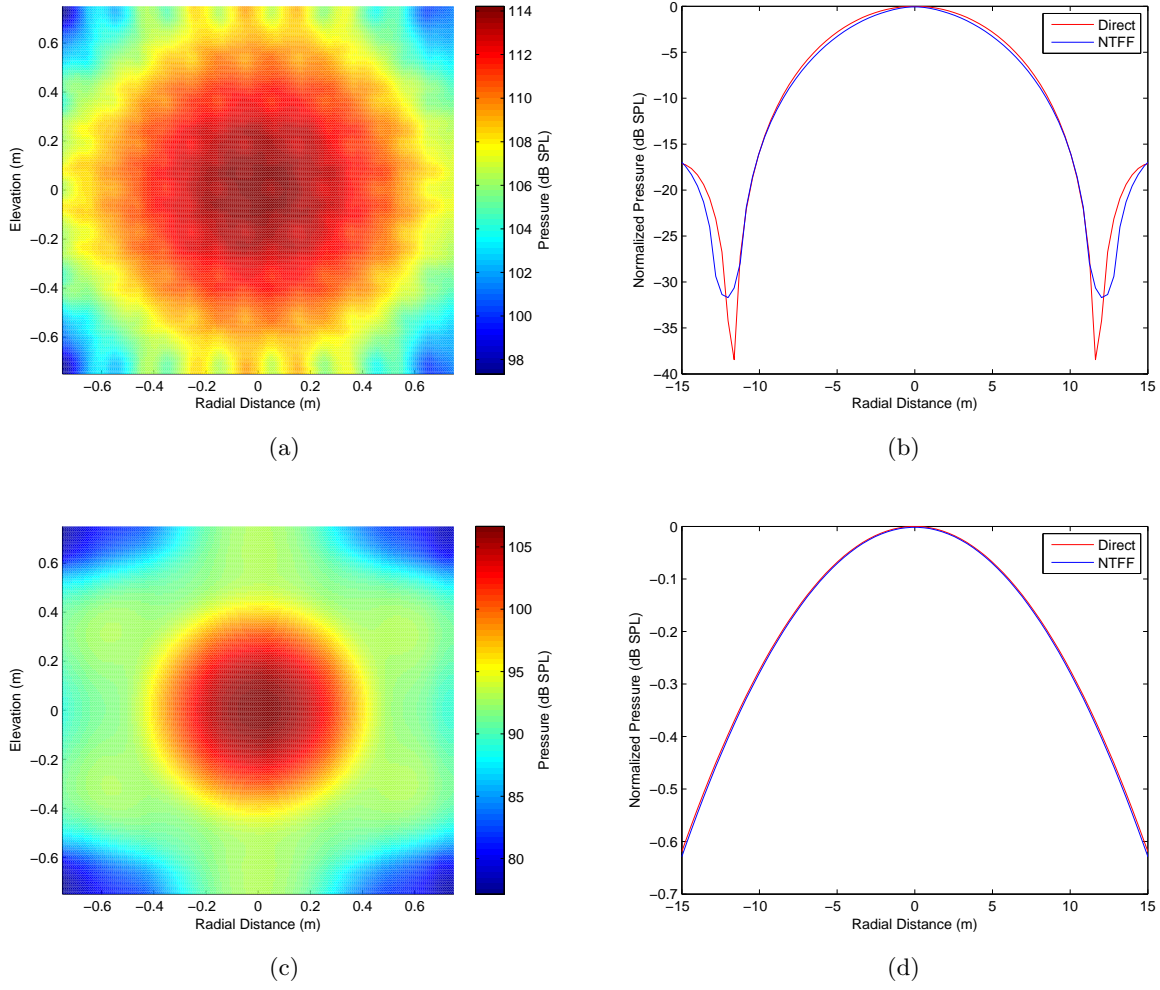 0.6
0.4
0.2
0
−0.2
−0.4
−0.6
Elevation (m)
−0.6 −0.4 −0.2 0 0.2 0.4 0.6
Radial Distance (m)
114
112
110
108
106
104
102
100
98
Pressure (dB SPL)
(a)
0
−5
−10
−15
−20
−25
−30
−35
−40
Normalized Pressure (dB SPL)
−15 −10 −5 0 5 10 15
Radial Distance (m)
Direct
NTFF
(b)
0.6
0.4
0.2
0
−0.2
−0.4
−0.6
Elevation (m)
−0.6 −0.4 −0.2 0 0.2 0.4 0.6
Radial Distance (m)
105
100
95
90
85
80
Pressure (dB SPL)
(c)
0
−0.1
−0.2
−0.3
−0.4
−0.5
−0.6
−0.7
Normalized Pressure (dB SPL)
−15 −10 −5 0 5 10 15
Radial Distance (m)
Direct
NTFF
(d)